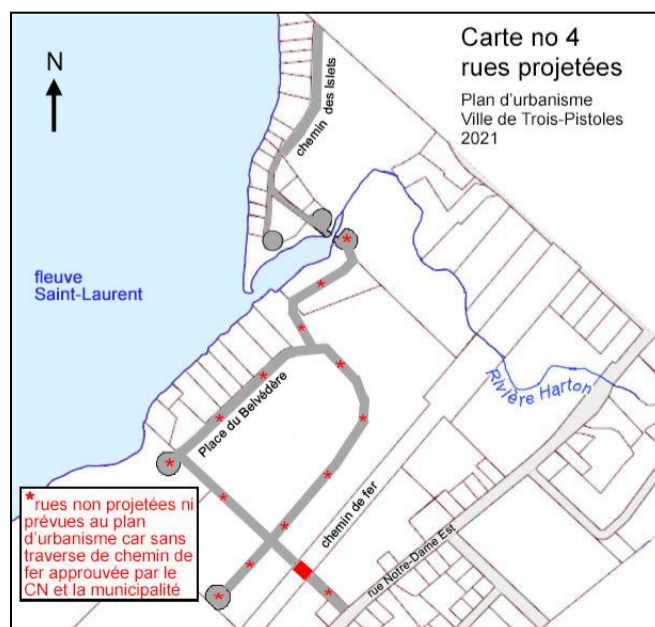 Carte no 4
rues projetées
Plan d'urbanisme
Ville de Trois-Pistoles
2021
N
chemin des Islets
fleuve
Saint-Laurent
Rivière Harton
Place du Belvédère
chemin de fer
rue Notre-Dame Est
*rues non projetées ni
prévues au plan
d'urbanisme car sans
traverse de chemin de
fer approuvée par le
CN et la municipalité